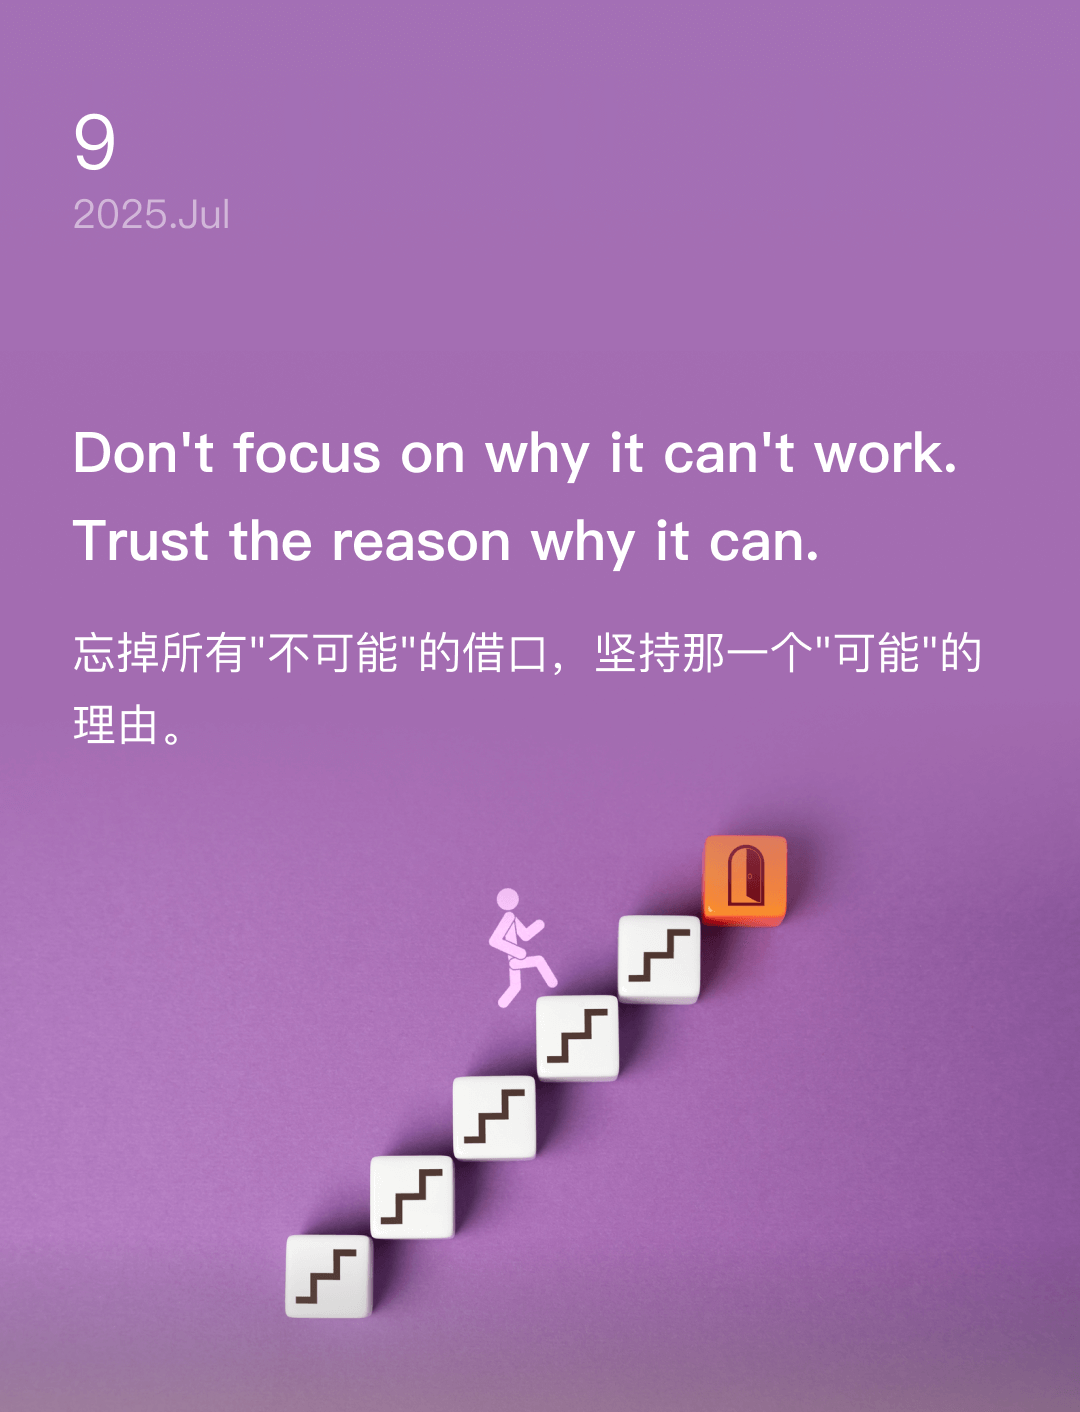 9
2025.Jul
Don't focus on why it can't work.
Trust the reason why it can.
忘掉所有"不可能"的借口，坚持那一个"可能"的
理由。